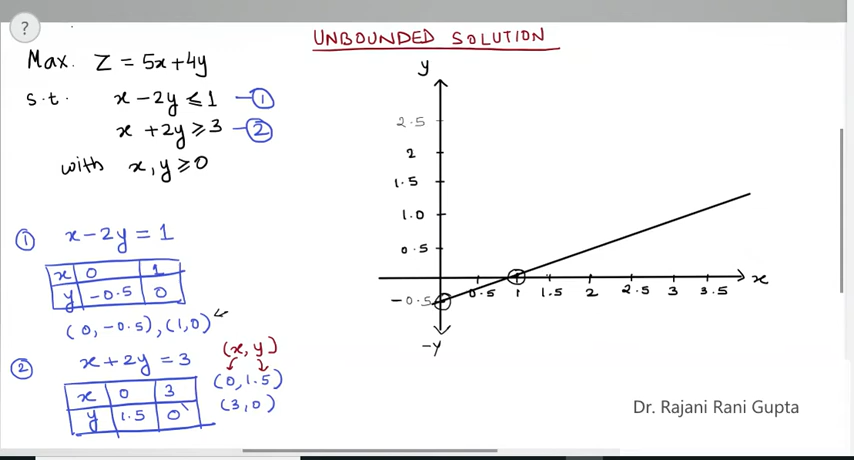 ?
UNBOUNDED SOLUTION
Max. Z = 5x+4y
s.t. x - 2y ≤ 1 - ①
x + 2y ≥ 3 - ②
with x, y ≥ 0
① x - 2y = 1
x 0 1
y -0.5 0
(0, -0.5), (1,0)
② x + 2y = 3
x 0 3
y 1.5 0
(x, y)
(0, 1.5)
(3, 0)
y
2.5
2
1.5
1.0
0.5
-0.5
0.5 1 1.5 2 2.5 3 3.5 x
-y
Dr. Rajani Rani Gupta